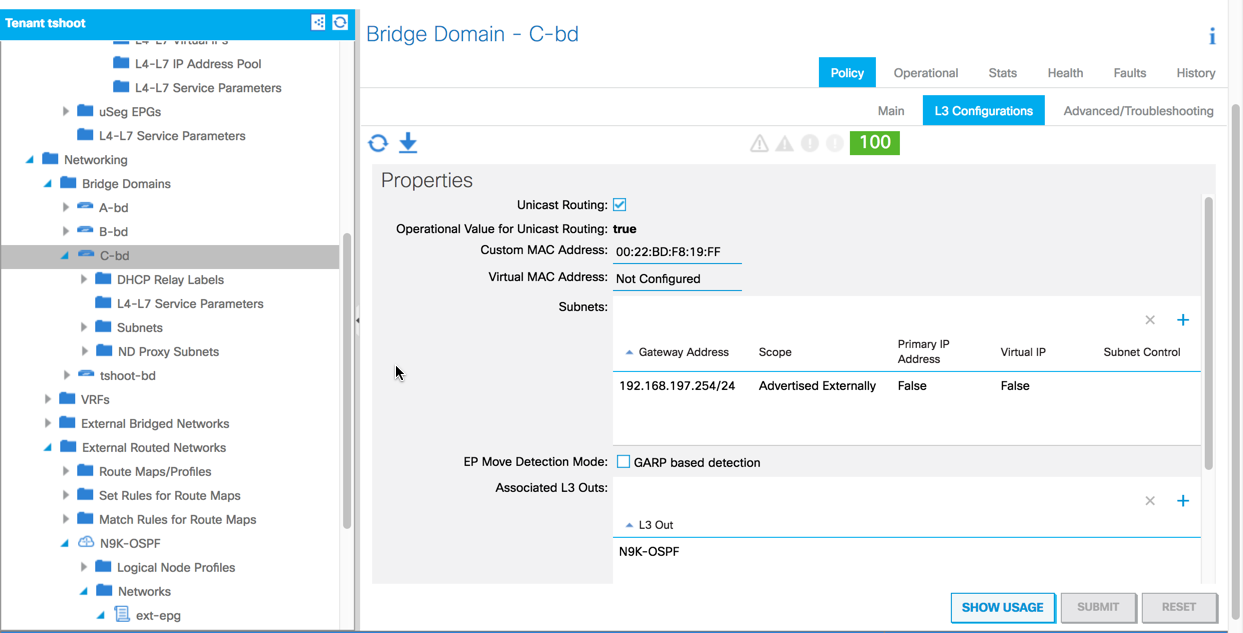 Tenant tshoot
L4-L7 Virtual IPs
L4-L7 IP Address Pool
L4-L7 Service Parameters
uSeg EPGs
L4-L7 Service Parameters
Networking
Bridge Domains
A-bd
B-bd
C-bd
DHCP Relay Labels
L4-L7 Service Parameters
Subnets
ND Proxy Subnets
tshoot-bd
VRFs
External Bridged Networks
External Routed Networks
Route Maps/Profiles
Set Rules for Route Maps
Match Rules for Route Maps
N9K-OSPF
Logical Node Profiles
Networks
ext-epg
Bridge Domain - C-bd
i
Policy Operational Stats Health Faults History
Main L3 Configurations Advanced/Troubleshooting
100
Properties
Unicast Routing:
Operational Value for Unicast Routing: true
Custom MAC Address: 00:22:BD:F8:19:FF
Virtual MAC Address: Not Configured
Subnets:
Gateway Address Scope Primary IP Address Virtual IP Subnet Control
192.168.197.254/24 Advertised Externally False False
EP Move Detection Mode: GARP based detection
Associated L3 Outs:
L3 Out
N9K-OSPF
SHOW USAGE SUBMIT RESET